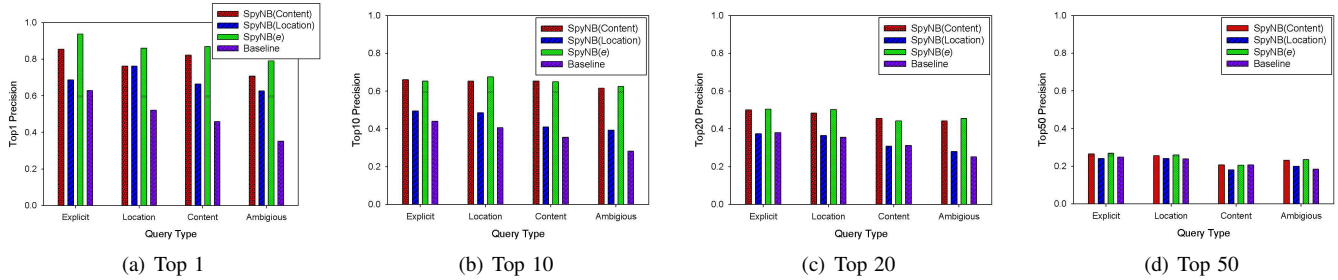 SpyNB(Content)
SpyNB(Location)
SpyNB(e)
Baseline
Top1 Precision
1.0
0.8
0.6
0.4
0.2
0.0
Explicit Location Content Ambigious
Query Type
(a) Top 1
SpyNB(Content)
SpyNB(Location)
SpyNB(e)
Baseline
Top10 Precision
1.0
0.8
0.6
0.4
0.2
0.0
Explicit Location Content Ambigious
Query Type
(b) Top 10
SpyNB(Content)
SpyNB(Location)
SpyNB(e)
Baseline
Top20 Precision
1.0
0.8
0.6
0.4
0.2
0.0
Explicit Location Content Ambigious
Query Type
(c) Top 20
SpyNB(Content)
SpyNB(Location)
SpyNB(e)
Baseline
Top50 Precision
1.0
0.8
0.6
0.4
0.2
0.0
Explicit Location Content Ambigious
Query Type
(d) Top 50